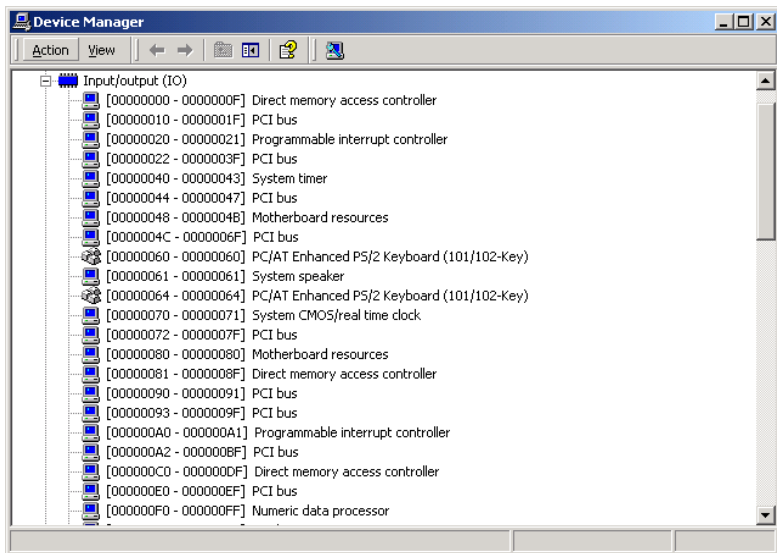 Device Manager
Action View
Input/output (IO)
[00000000 - 0000000F] Direct memory access controller
[00000010 - 0000001F] PCI bus
[00000020 - 00000021] Programmable interrupt controller
[00000022 - 0000003F] PCI bus
[00000040 - 00000043] System timer
[00000044 - 00000047] PCI bus
[00000048 - 0000004B] Motherboard resources
[0000004C - 0000006F] PCI bus
[00000060 - 00000060] PC/AT Enhanced PS/2 Keyboard (101/102-Key)
[00000061 - 00000061] System speaker
[00000064 - 00000064] PC/AT Enhanced PS/2 Keyboard (101/102-Key)
[00000070 - 00000071] System CMOS/real time clock
[00000072 - 0000007F] PCI bus
[00000080 - 00000080] Motherboard resources
[00000081 - 0000008F] Direct memory access controller
[00000090 - 00000091] PCI bus
[00000093 - 0000009F] PCI bus
[000000A0 - 000000A1] Programmable interrupt controller
[000000A2 - 000000BF] PCI bus
[000000C0 - 000000DF] Direct memory access controller
[000000E0 - 000000EF] PCI bus
[000000F0 - 000000FF] Numeric data processor